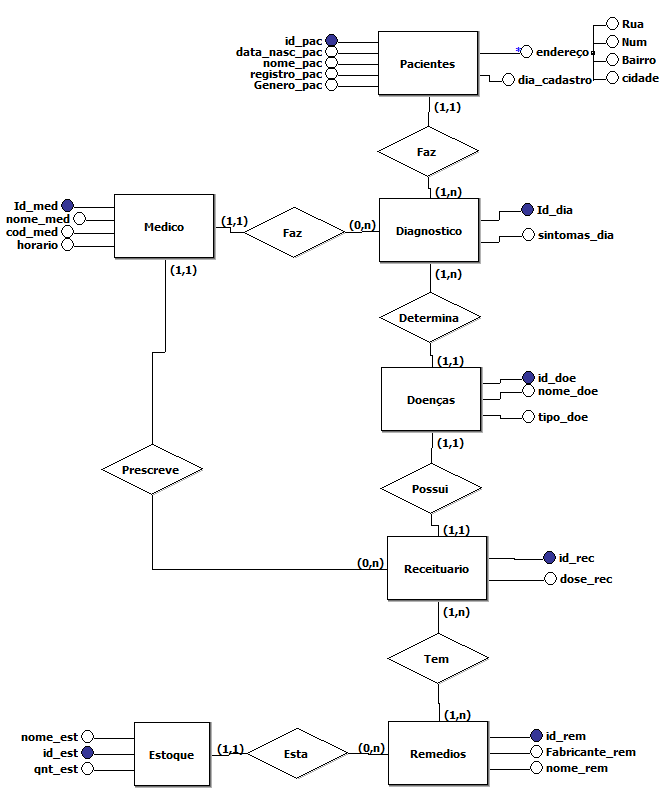 id_pac
data_nasc_pac
nome_pac
registro_pac
Genero_pac
Pacientes
* endereço
dia_cadastro
Rua
Num
Bairro
cidade
(1,1)
Faz
(1,n)
Id_med
nome_med
cod_med
horario
Medico
(1,1)
Faz
(0,n)
Diagnostico
Id_dia
sintomas_dia
(1,1)
(1,n)
Determina
(1,1)
Doenças
id_doe
nome_doe
tipo_doe
(1,1)
Prescreve
Possui
(1,1)
(0,n)
Receituario
id_rec
dose_rec
(1,n)
Tem
(1,n)
nome_est
id_est
qnt_est
Estoque
(1,1)
Esta
(0,n)
Remedios
id_rem
Fabricante_rem
nome_rem